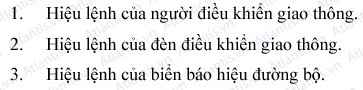 1. Hiệu lệnh của người điều khiển giao thông.
2. Hiệu lệnh của đèn điều khiển giao thông.
3. Hiệu lệnh của biển báo hiệu đường bộ.